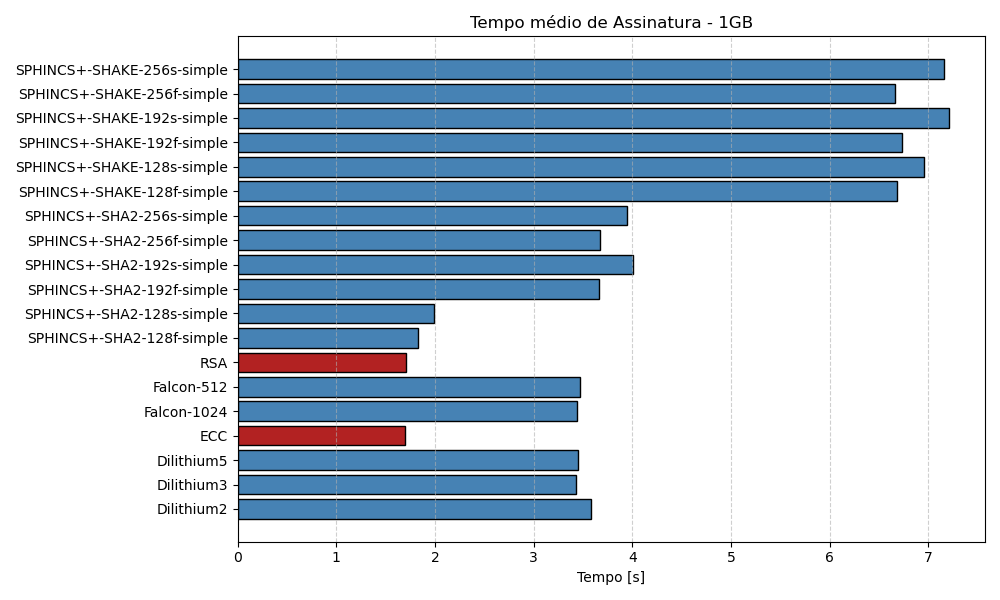 Tempo médio de Assinatura - 1GB
SPHINCS+-SHAKE-256s-simple
SPHINCS+-SHAKE-256f-simple
SPHINCS+-SHAKE-192s-simple
SPHINCS+-SHAKE-192f-simple
SPHINCS+-SHAKE-128s-simple
SPHINCS+-SHAKE-128f-simple
SPHINCS+-SHA2-256s-simple
SPHINCS+-SHA2-256f-simple
SPHINCS+-SHA2-192s-simple
SPHINCS+-SHA2-192f-simple
SPHINCS+-SHA2-128s-simple
SPHINCS+-SHA2-128f-simple
RSA
Falcon-512
Falcon-1024
ECC
Dilithium5
Dilithium3
Dilithium2
0 1 2 3 4 5 6 7
Tempo [s]